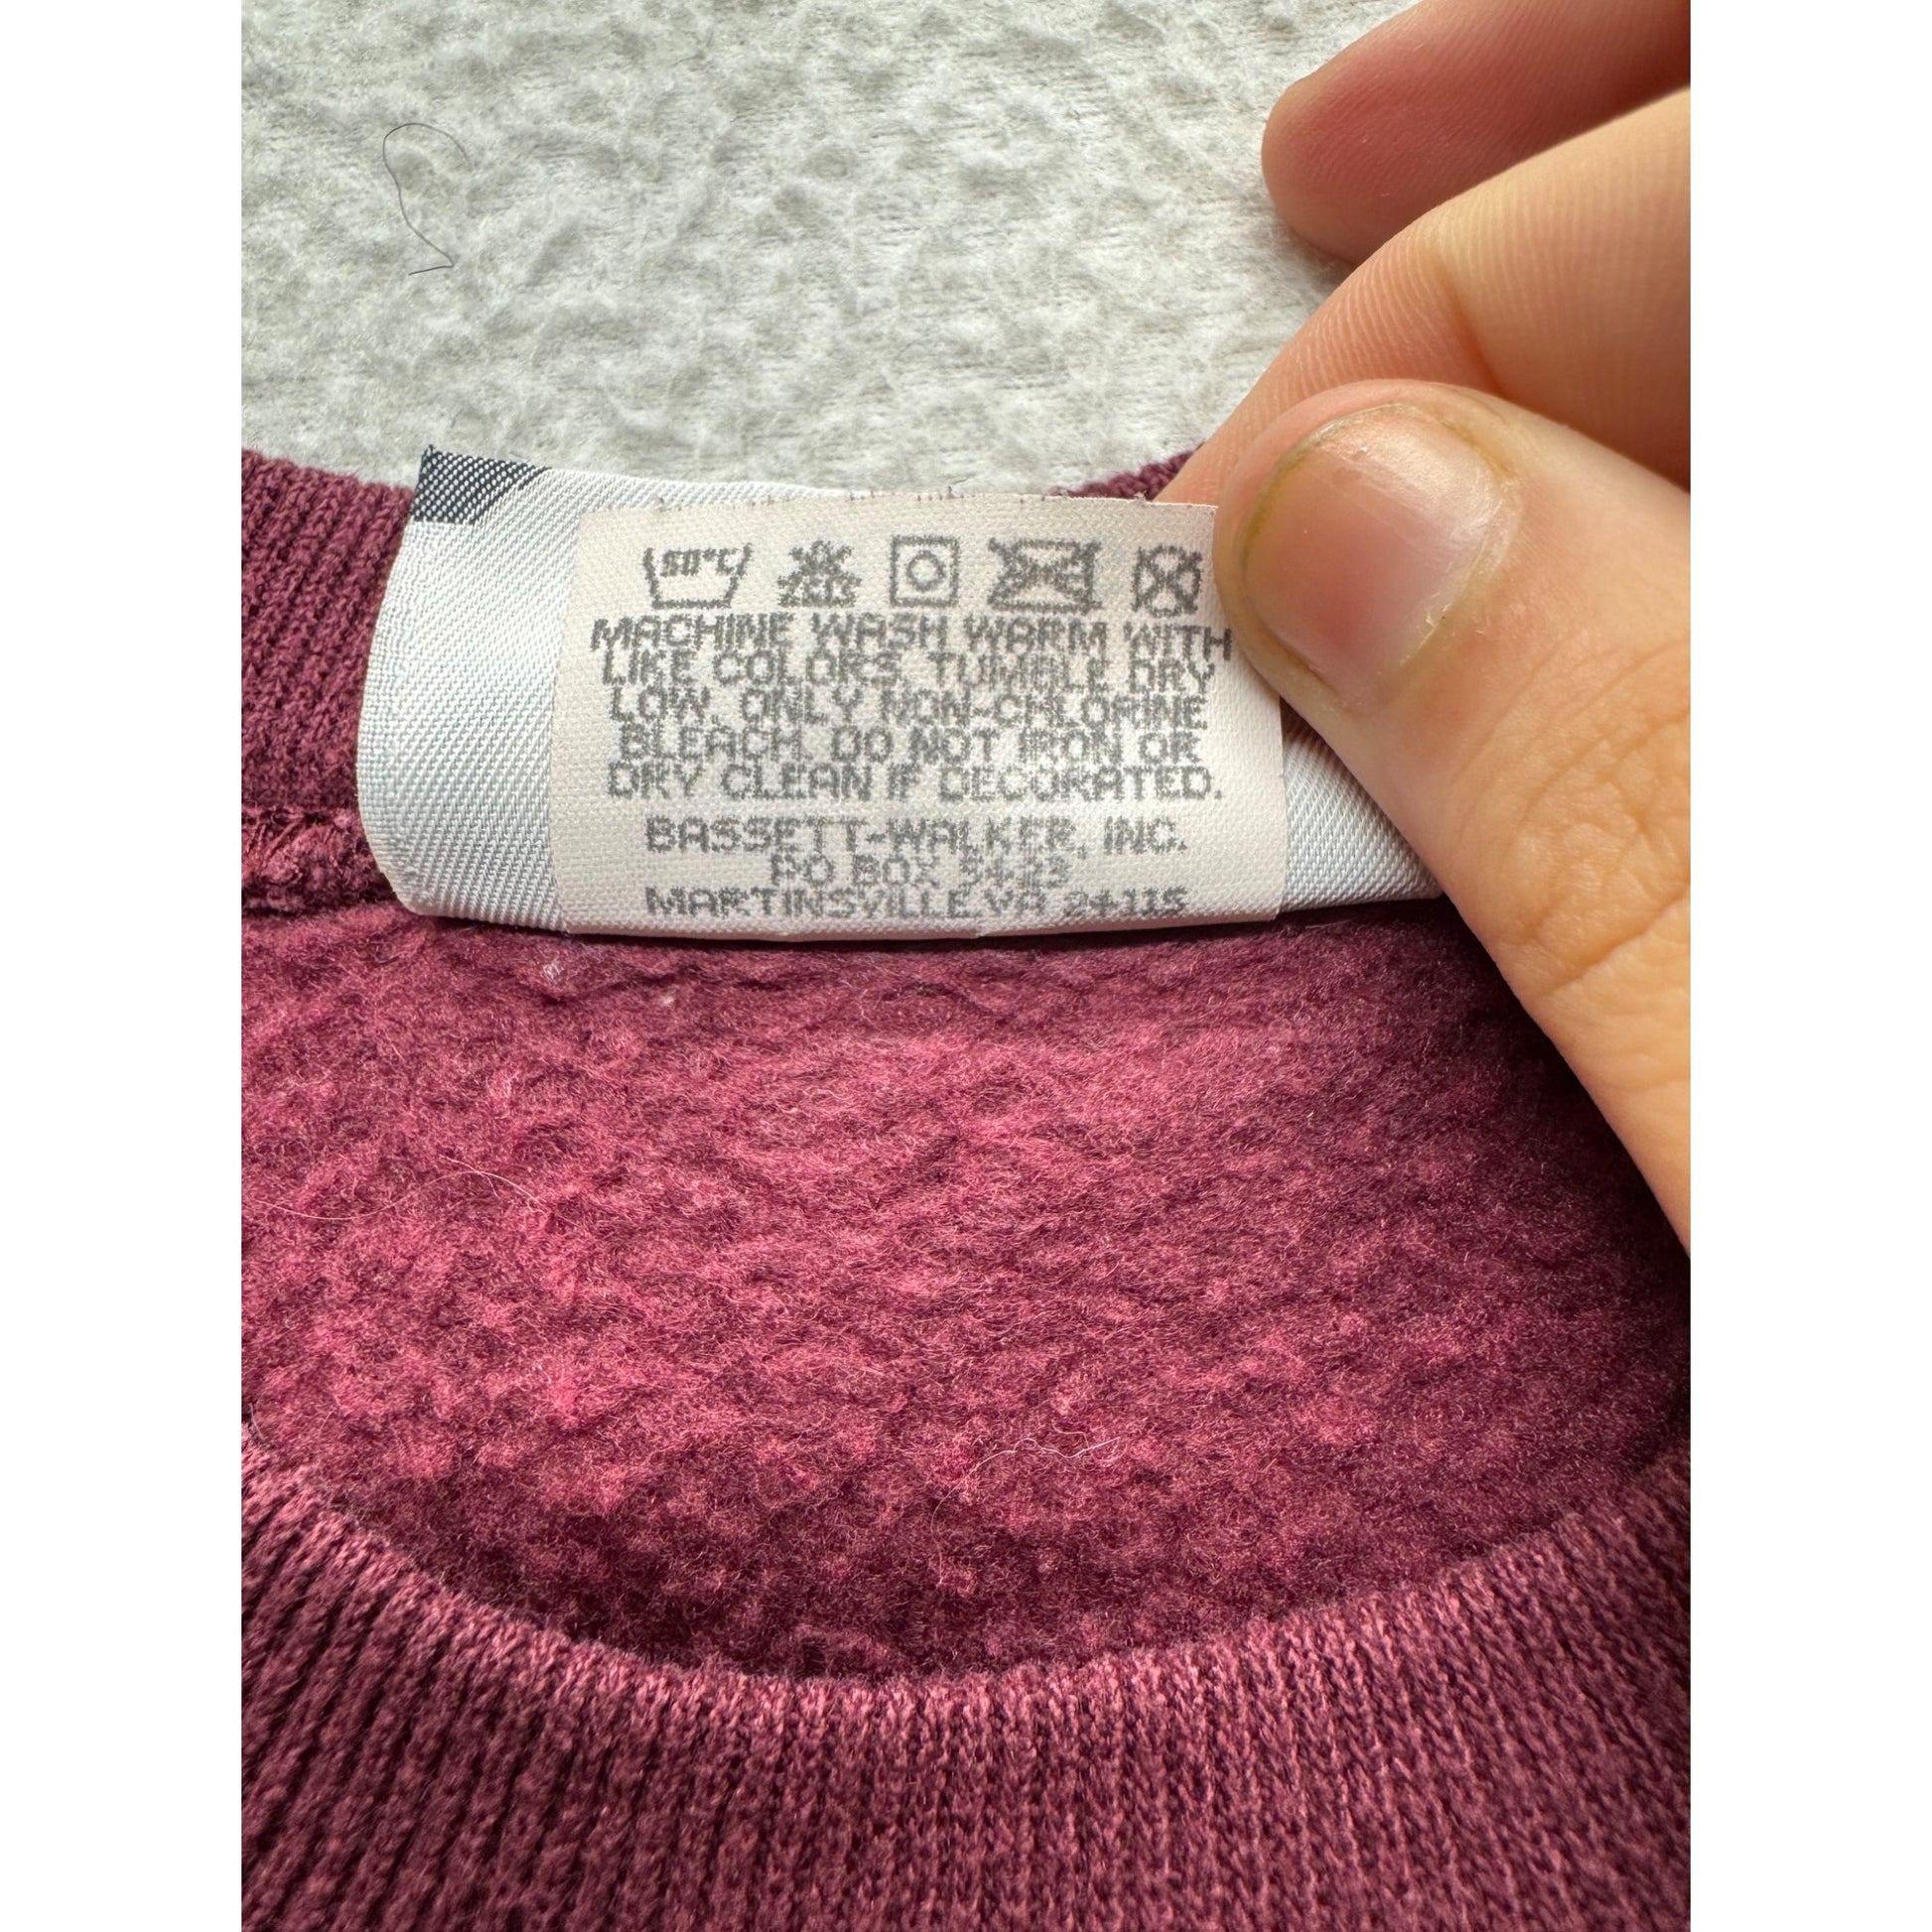 50°C
MACHINE WASH WARM WITH
LIKE COLORS. TUMBLE DRY
LOW. ONLY NON-CHLORINE
BLEACH. DO NOT IRON OR
DRY CLEAN IF DECORATED.
BASSETT-WALKER, INC.
PO BOX 5423
MARTINSVILLE, VA 24115